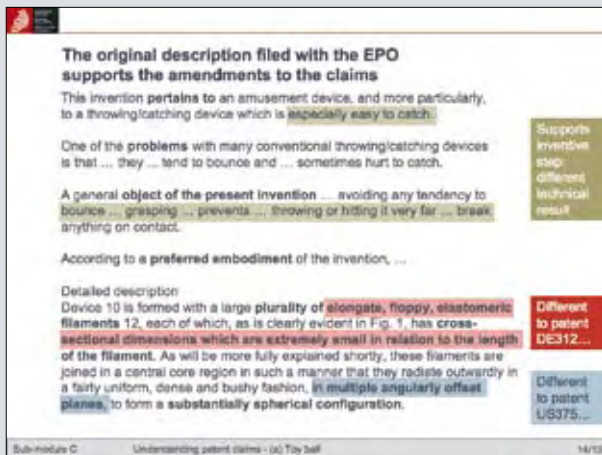 The original description filed with the EPO
supports the amendments to the claims
This invention pertains to an amusement device, and more particularly,
to a throwing/catching device which is especially easy to catch.
One of the problems with many conventional throwing/catching devices
is that ... they ... tend to bounce and ... sometimes hurt to catch.
A general object of the present invention ... avoiding any tendency to
bounce ... grasping ... prevents ... throwing or hitting it very far ... break
anything on contact.
According to a preferred embodiment of the invention, ...
Detailed description
Device 10 is formed with a large plurality of elongate, floppy, elastomeric
filaments 12, each of which, as is clearly evident in Fig. 1, has cross-
sectional dimensions which are extremely small in relation to the length
of the filament. As will be more fully explained shortly, these filaments are
joined in a central core region in such a manner that they radiate outwardly in
a fairly uniform, dense and bushy fashion, in multiple angularly offset
planes, to form a substantially spherical configuration.
Supports
inventive
step:
different
technical
result
Different
to patent
DE312...
Different
to patent
US375...
Sub-module C
Understanding patent claims - (a) Toy ball